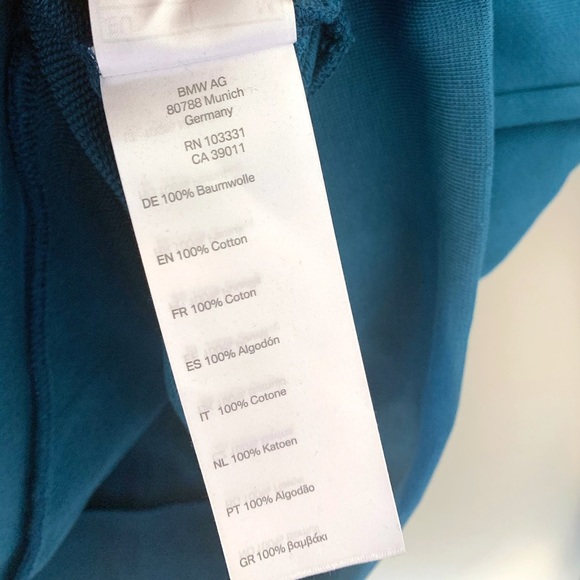 BMW AG
80788 Munich
Germany
RN 103331
CA 39011
DE 100% Baumwolle
EN 100% Cotton
FR 100% Coton
ES 100% Algodón
IT 100% Cotone
NL 100% Katoen
PT 100% Algodão
GR 100% βαμβάκι